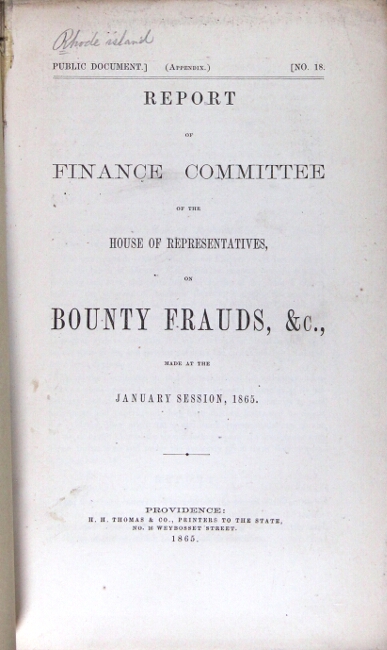 Rhode island
PUBLIC DOCUMENT.] (APPENDIX.) [NO. 18.
REPORT
OF
FINANCE COMMITTEE
OF THE
HOUSE OF REPRESENTATIVES,
ON
BOUNTY FRAUDS, &c.,
MADE AT THE
JANUARY SESSION, 1865.
PROVIDENCE:
H. H. THOMAS & CO., PRINTERS TO THE STATE,
NO. 16 WEYBOSSET STREET.
1865.